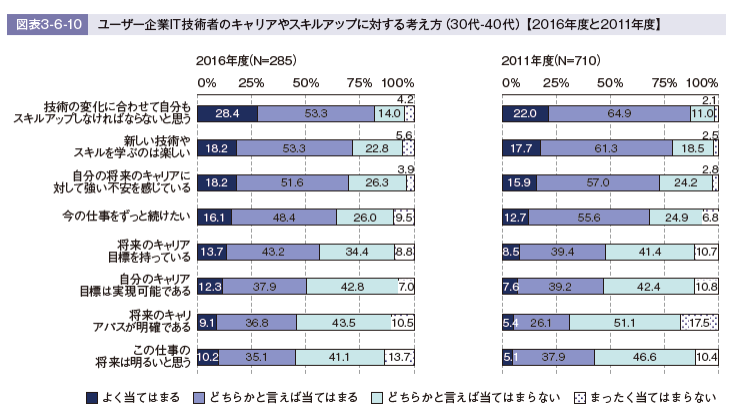 図表3-6-10 ユーザー企業IT技術者のキャリアやスキルアップに対する考え方（30代-40代）【2016年度と2011年度】
2016年度(N=285)
0% 25% 50% 75% 100%
技術の変化に合わせて自分も
スキルアップしなければならないと思う
28.4 53.3 14.0 4.2
新しい技術や
スキルを学ぶのは楽しい
18.2 53.3 22.8 5.6
自分の将来のキャリアに
対して強い不安を感じている
18.2 51.6 26.3 3.9
今の仕事をずっと続けたい
16.1 48.4 26.0 9.5
将来のキャリア
目標を持っている
13.7 43.2 34.4 8.8
自分のキャリア
目標は実現可能である
12.3 37.9 42.8 7.0
将来のキャリ
アパスが明確である
9.1 36.8 43.5 10.5
この仕事の
将来は明るいと思う
10.2 35.1 41.1 13.7
2011年度(N=710)
0% 25% 50% 75% 100%
22.0 64.9 11.0 2.1
17.7 61.3 18.5 2.5
15.9 57.0 24.2 2.8
12.7 55.6 24.9 6.8
8.5 39.4 41.4 10.7
7.6 39.2 42.4 10.8
5.4 26.1 51.1 17.5
5.1 37.9 46.6 10.4
よく当てはまる どちらかと言えば当てはまる どちらかと言えば当てはまらない まったく当てはまらない